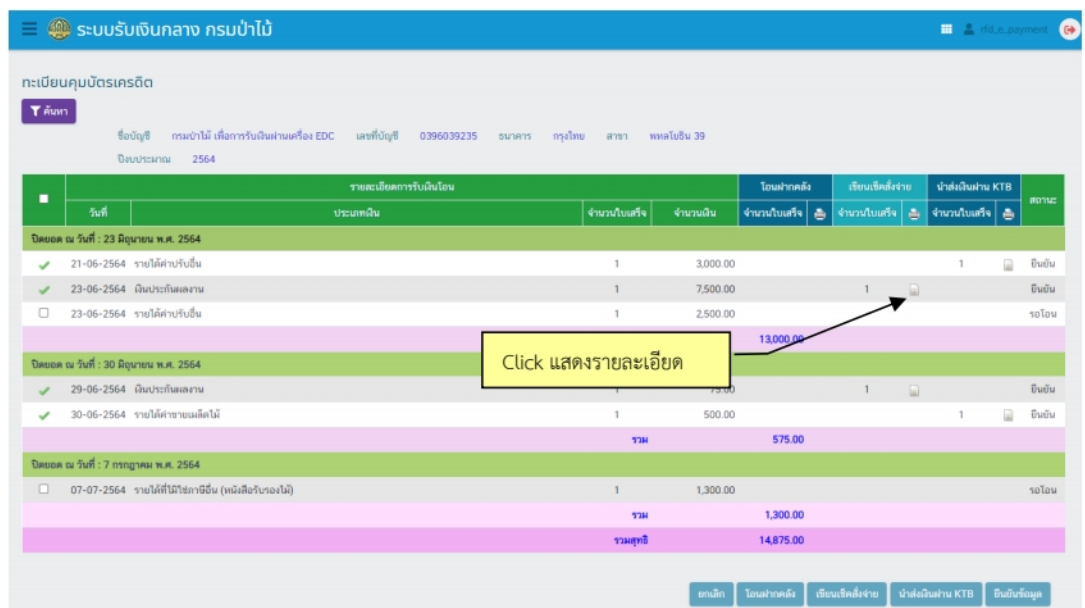 ระบบรับเงินกลาง กรมป่าไม้ rfd_e_payment
ทะเบียนคุมบัตรเครดิต
ค้นหา
ชื่อบัญชี กรมป่าไม้ เพื่อการรับเงินผ่านเครื่อง EDC เลขที่บัญชี 0396039235 ธนาคาร กรุงไทย สาขา พหลโยธิน 39
ปีงบประมาณ 2564
รายละเอียดการรับเงินโอน โอนฝากคลัง เขียนเช็คสั่งจ่าย นำส่งเงินผ่าน KTB สถานะ
วันที่ ประเภทเงิน จำนวนใบเสร็จ จำนวนเงิน จำนวนใบเสร็จ จำนวนใบเสร็จ จำนวนใบเสร็จ
ปิดยอด ณ วันที่ : 23 มิถุนายน พ.ศ. 2564
21-06-2564 รายได้ค่าปรับอื่น 1 3,000.00 1 ยืนยัน
23-06-2564 เงินประกันผลงาน 1 7,500.00 1 ยืนยัน
23-06-2564 รายได้ค่าปรับอื่น 1 2,500.00 รอโอน
13,000.00
Click แสดงรายละเอียด
ปิดยอด ณ วันที่ : 30 มิถุนายน พ.ศ. 2564
29-06-2564 เงินประกันผลงาน 1 75.00 1 ยืนยัน
30-06-2564 รายได้ค่าขายเมล็ดไม้ 1 500.00 1 ยืนยัน
รวม 575.00
ปิดยอด ณ วันที่ : 7 กรกฎาคม พ.ศ. 2564
07-07-2564 รายได้ที่ไม่ใช่ภาษีอื่น (หนังสือรับรองไม้) 1 1,300.00 รอโอน
รวม 1,300.00
รวมสุทธิ 14,875.00
ยกเลิก โอนฝากคลัง เขียนเช็คสั่งจ่าย นำส่งเงินผ่าน KTB ยืนยันข้อมูล